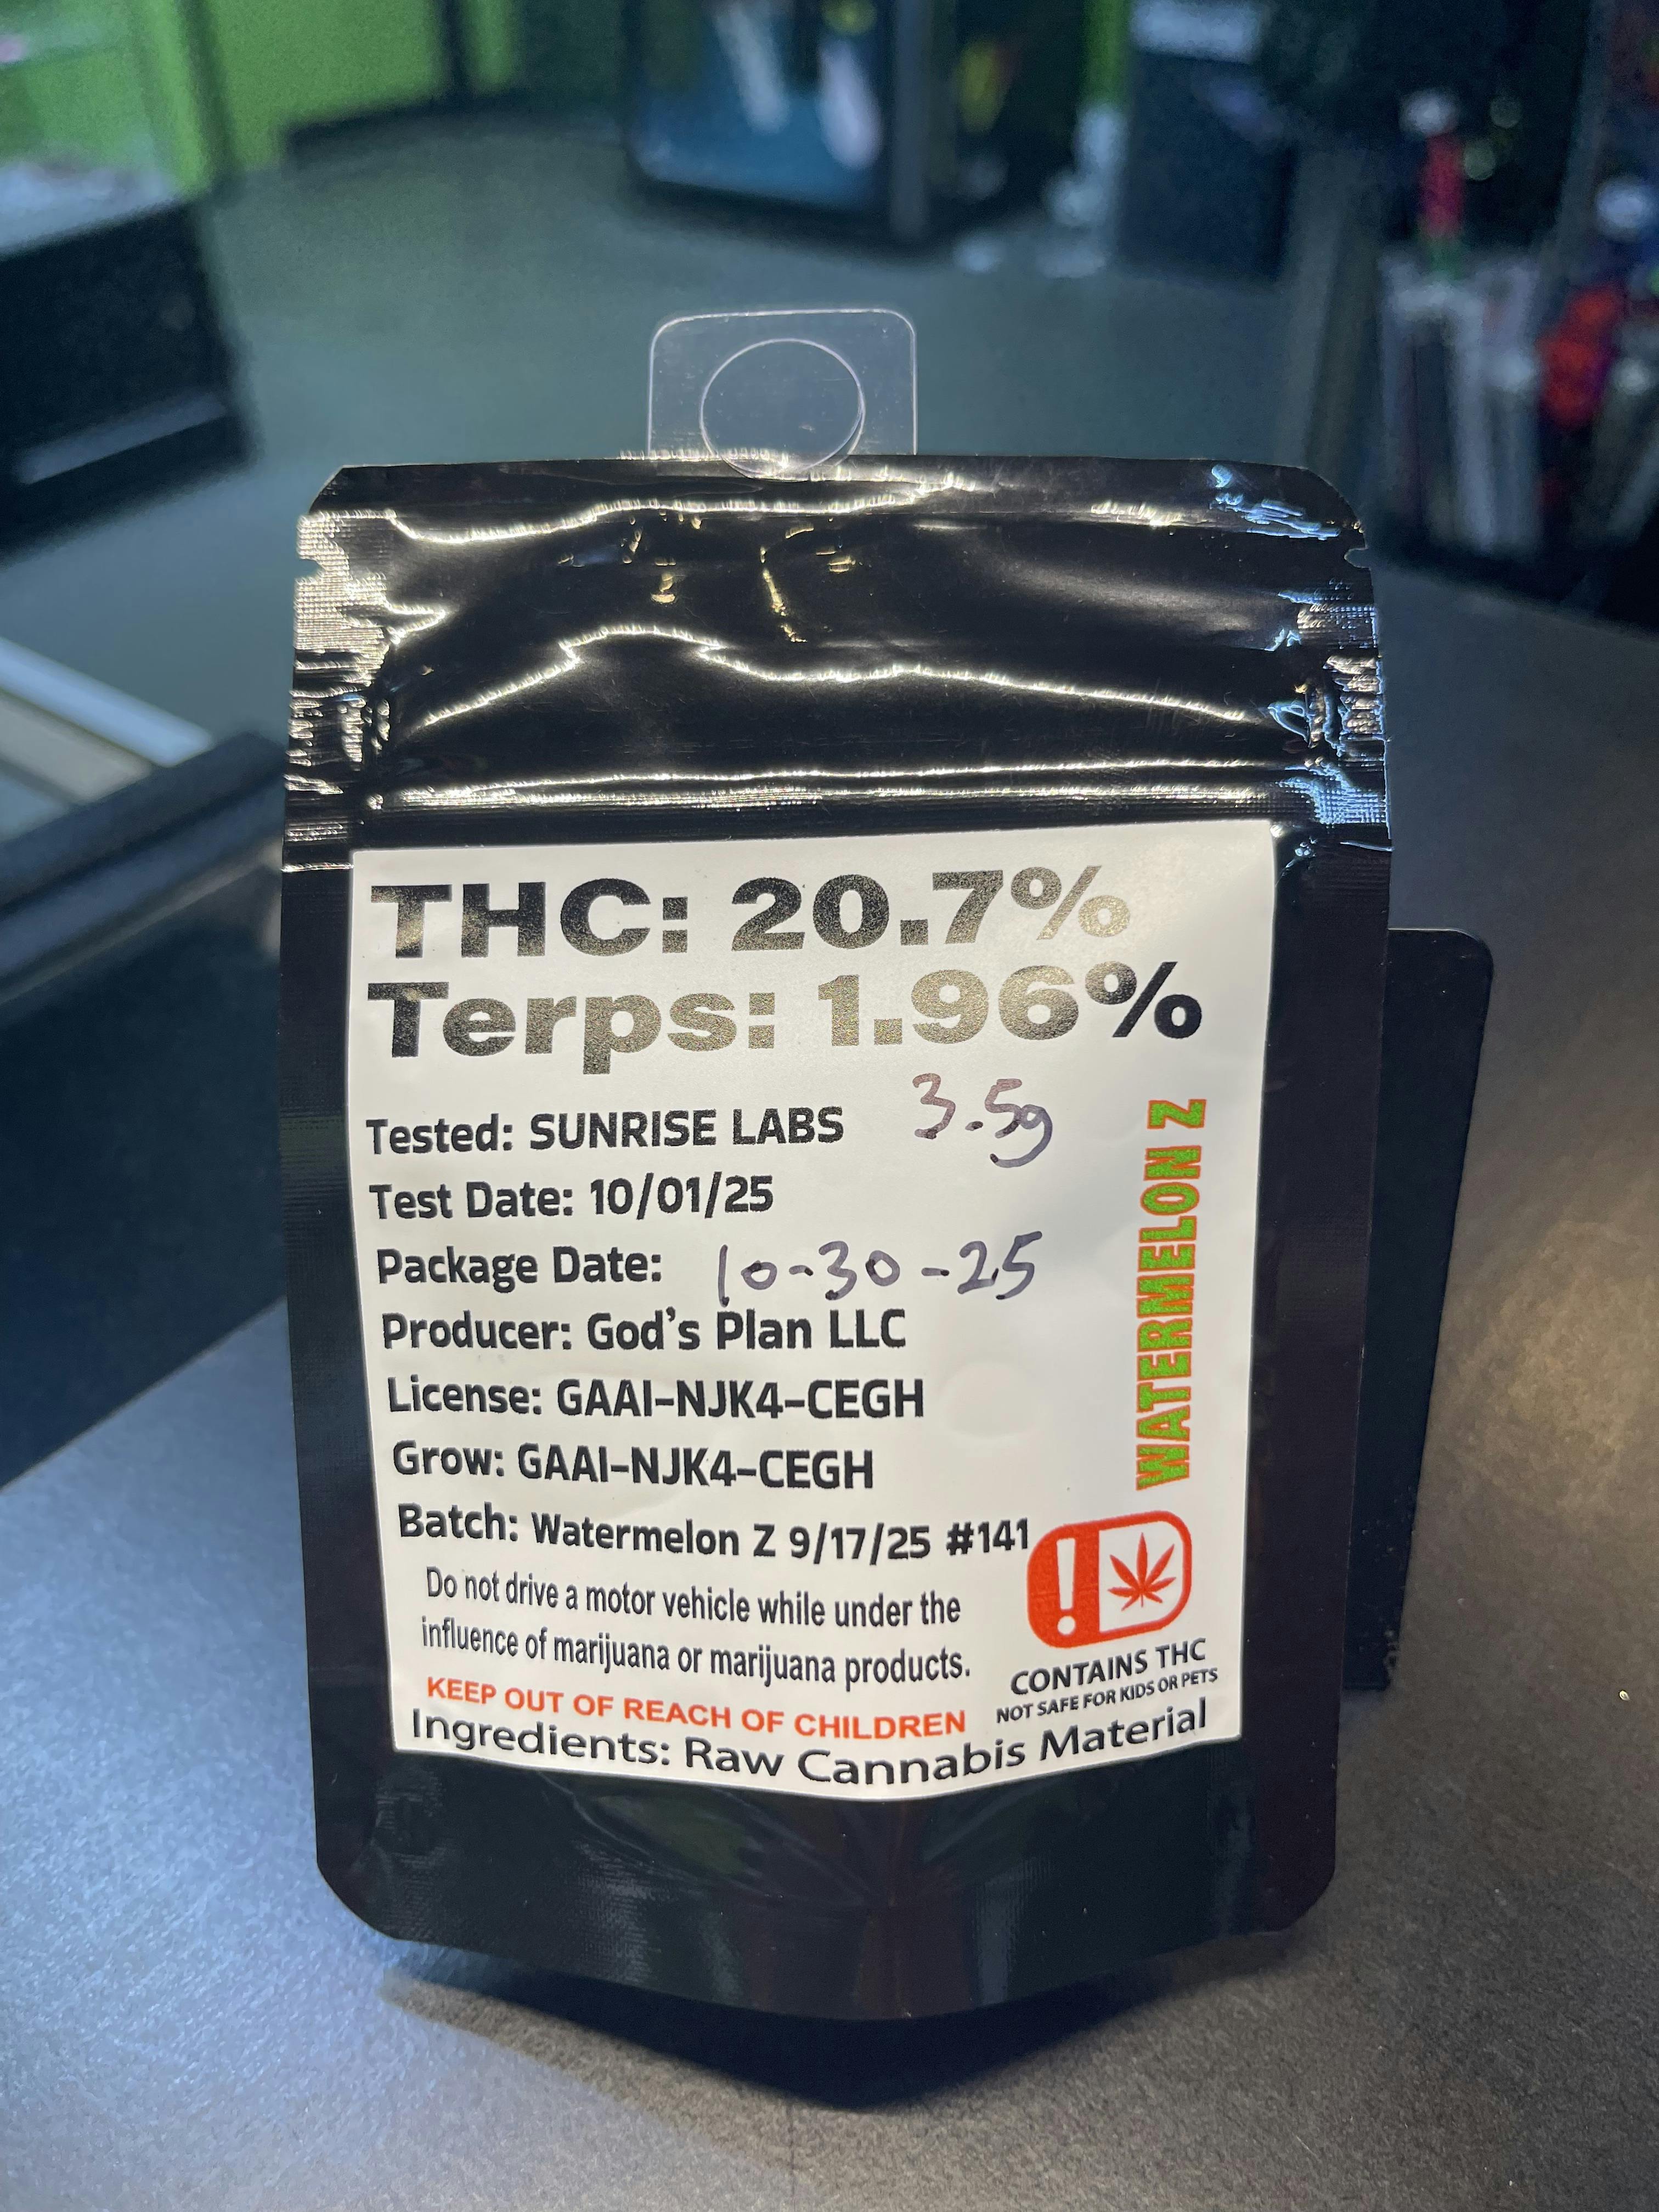 THC: 20.7%
Terps: 1.96%
3.5g
Tested: SUNRISE LABS
Test Date: 10/01/25
Package Date: 10-30-25
Producer: God's Plan LLC
License: GAAI-NJK4-CEGH
Grow: GAAI-NJK4-CEGH
Batch: Watermelon Z 9/17/25 #141
WATERMELON Z
Do not drive a motor vehicle while under the
influence of marijuana or marijuana products.
KEEP OUT OF REACH OF CHILDREN
!
CONTAINS THC
NOT SAFE FOR KIDS OR PETS
Ingredients: Raw Cannabis Material